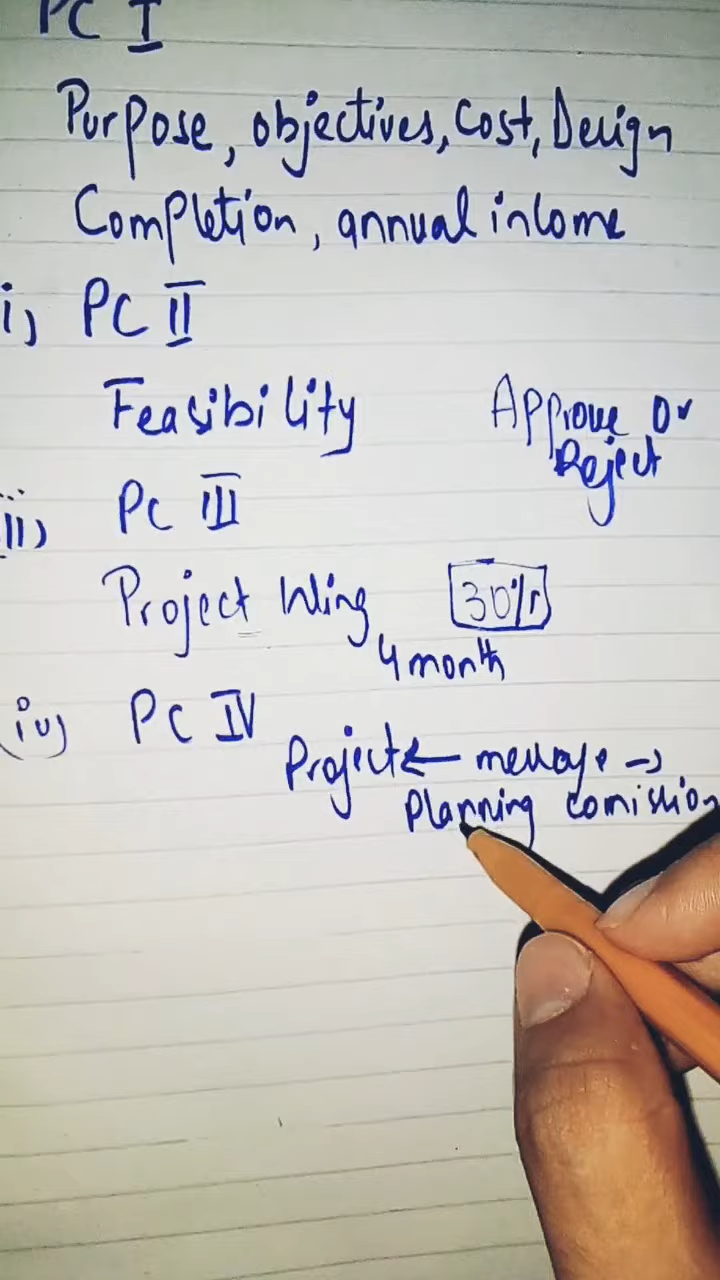 PC I
Purpose, objectives, Cost, Design
Completion, annual income
i) PC II
Feasibility
Approve or
Reject
iii) PC III
Project Wing
30%
4 month
(iv) PC IV
Project ← message →
Planning comission